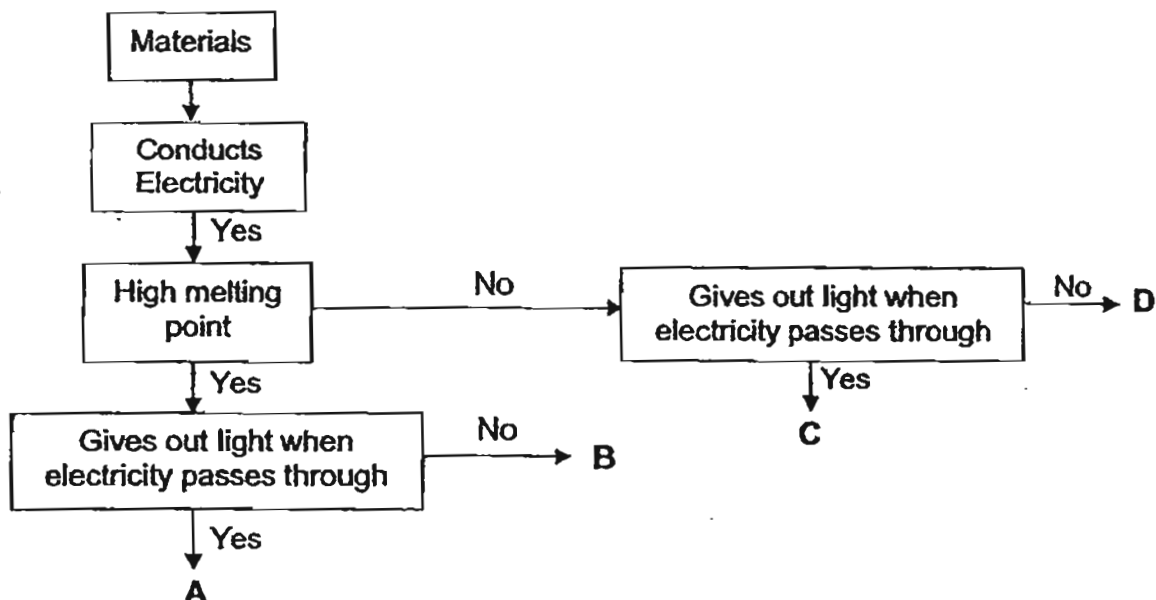 Materials
Conducts
Electricity
Yes
High melting
point
No
Gives out light when
electricity passes through
No
D
Yes
C
Yes
Gives out light when
electricity passes through
No
B
Yes
A